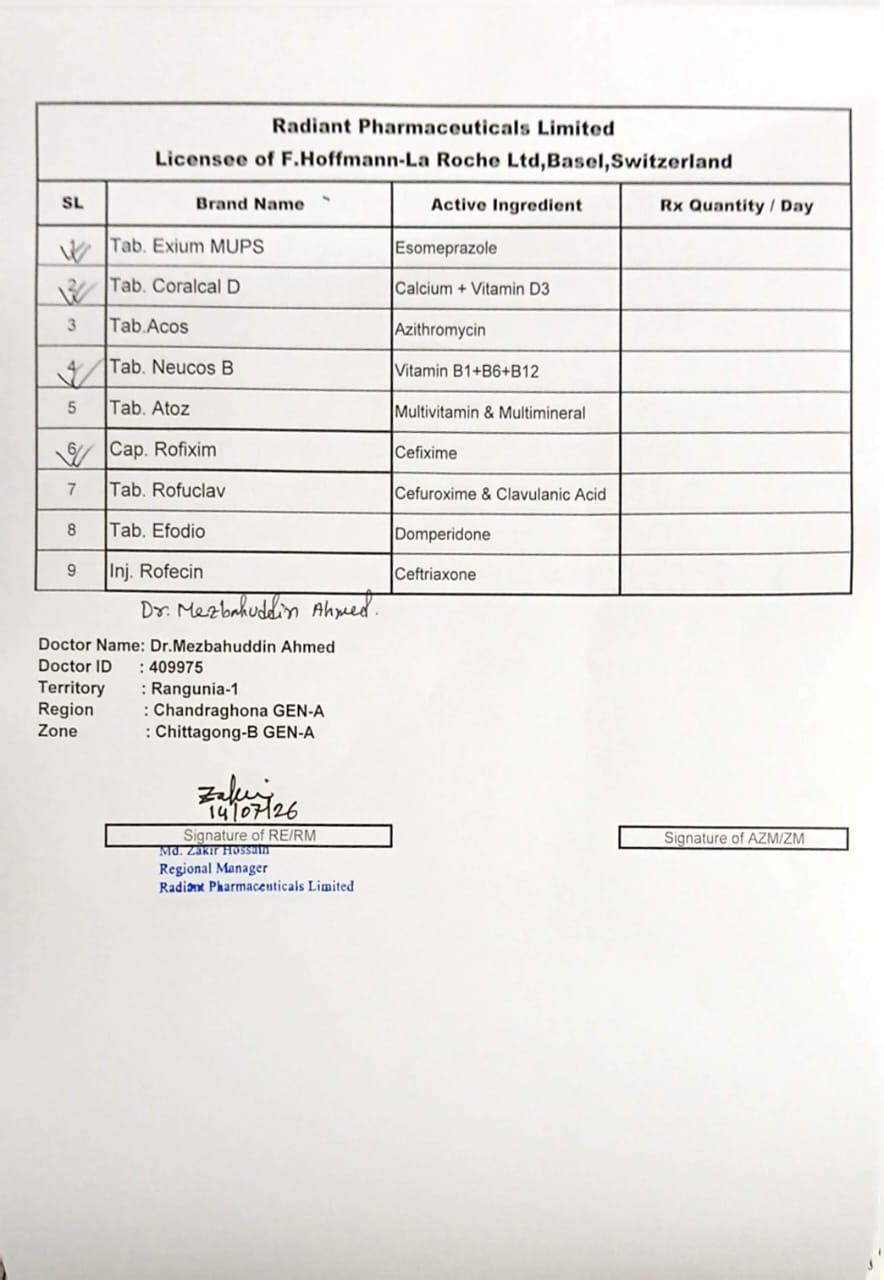 Radiant Pharmaceuticals Limited
Licensee of F.Hoffmann-La Roche Ltd,Basel,Switzerland
SL Brand Name Active Ingredient Rx Quantity / Day
1 Tab. Exium MUPS Esomeprazole
2 Tab. Coralcal D Calcium + Vitamin D3
3 Tab.Acos Azithromycin
4 Tab. Neucos B Vitamin B1+B6+B12
5 Tab. Atoz Multivitamin & Multimineral
6 Cap. Rofixim Cefixime
7 Tab. Rofuclav Cefuroxime & Clavulanic Acid
8 Tab. Efodio Domperidone
9 Inj. Rofecin Ceftriaxone
Dr. Mezbahuddin Ahmed.
Doctor Name: Dr.Mezbahuddin Ahmed
Doctor ID : 409975
Territory : Rangunia-1
Region : Chandraghona GEN-A
Zone : Chittagong-B GEN-A
Zakir
14/07/26
Signature of RE/RM Signature of AZM/ZM
Md. Zakir Hossain
Regional Manager
Radiant Pharmaceuticals Limited